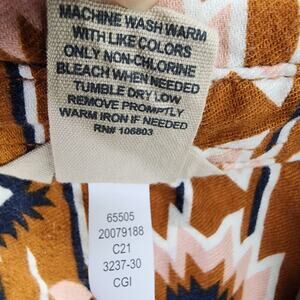 MACHINE WASH WARM
WITH LIKE COLORS
ONLY NON-CHLORINE
BLEACH WHEN NEEDED
TUMBLE DRY LOW
REMOVE PROMPTLY
WARM IRON IF NEEDED
RN# 106803
65505
20079188
C21
3237-30
CGI